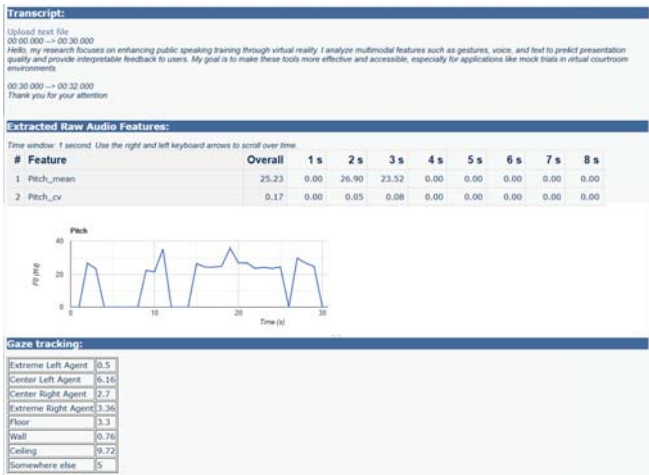 Transcript:
Upload text file
00:00.000 --> 00:30.000
Hello, my research focuses on enhancing public speaking training through virtual reality. I analyze multimodal features such as gestures, voice, and text to predict presentation
quality and provide interpretable feedback to users. My goal is to make these tools more effective and accessible, especially for applications like mock trials in virtual courtroom
environments.
00:30.000 --> 00:32.000
Thank you for your attention
Extracted Raw Audio Features:
Time window: 1 second. Use the right and left keyboard arrows to scroll over time.
# Feature Overall 1 s 2 s 3 s 4 s 5 s 6 s 7 s 8 s
1 Pitch_mean 25.23 0.00 26.90 23.52 0.00 0.00 0.00 0.00 0.00
2 Pitch_cv 0.17 0.00 0.05 0.08 0.00 0.00 0.00 0.00 0.00
Pitch
40
20
0
F0 (Hz)
0 10 20 30
Time (s)
Gaze tracking:
Extreme Left Agent 0.5
Center Left Agent 6.16
Center Right Agent 2.7
Extreme Right Agent 3.36
Floor 3.3
Wall 0.76
Ceiling 9.72
Somewhere else 5